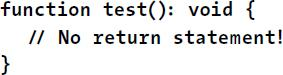 function test(): void {
// No return statement!
}